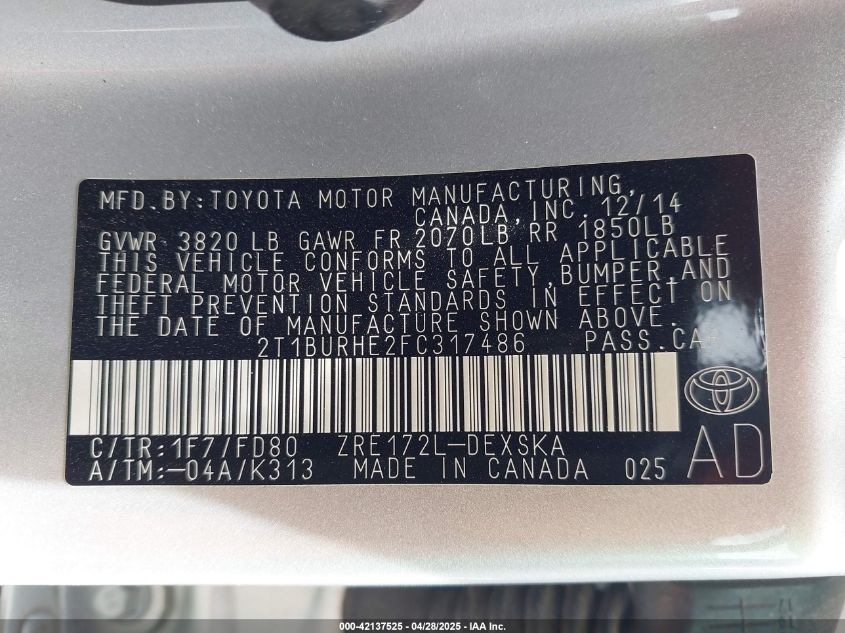 MFD.BY:TOYOTA MOTOR MANUFACTURING,
CANADA,INC. 12/14
GVWR 3820 LB GAWR FR 2070LB RR 1850LB
THIS VEHICLE CONFORMS TO ALL APPLICABLE
FEDERAL MOTOR VEHICLE SAFETY,BUMPER,AND
THEFT PREVENTION STANDARDS IN EFFECT ON
THE DATE OF MANUFACTURE SHOWN ABOVE.
2T1BURHE2FC317486 PASS.CAR
C/TR:1F7/FD80 ZRE172L-DEXSKA
A/TM:-04A/K313 MADE IN CANADA 025
AD
000-42137525 - 04/28/2025 - IAA Inc.